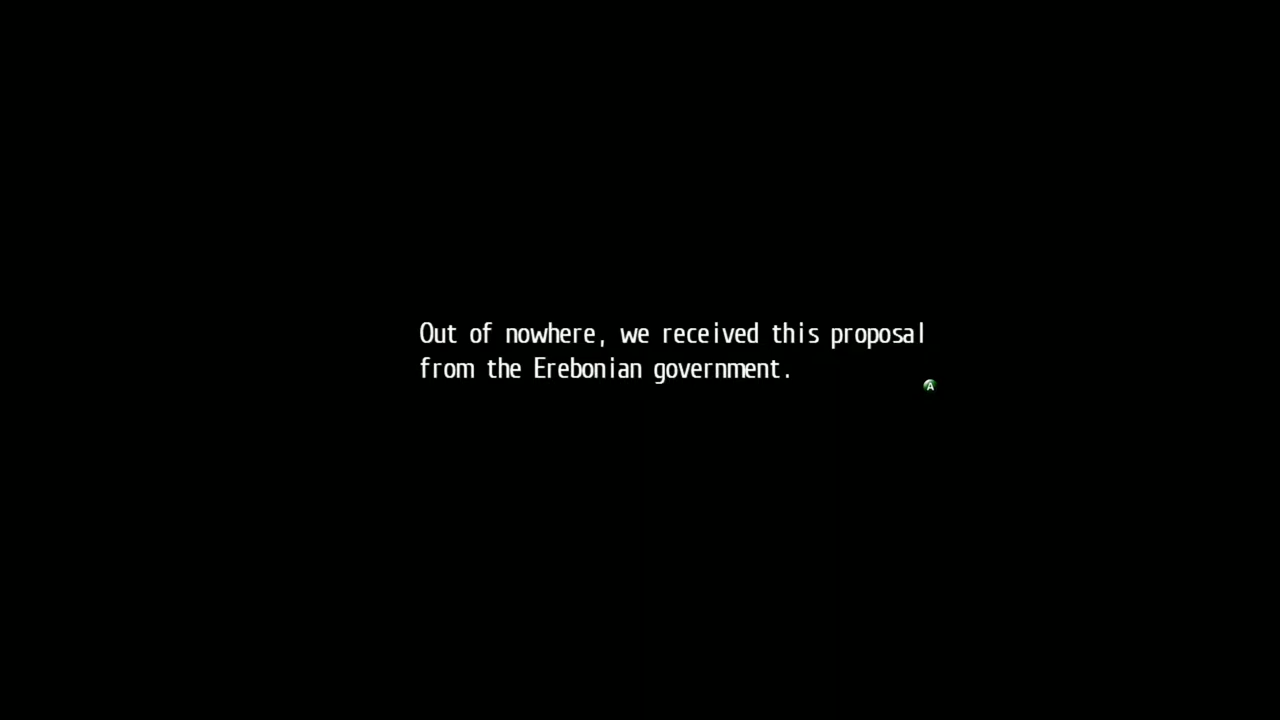 Out of nowhere, we received this proposal
from the Erebonian government.
A